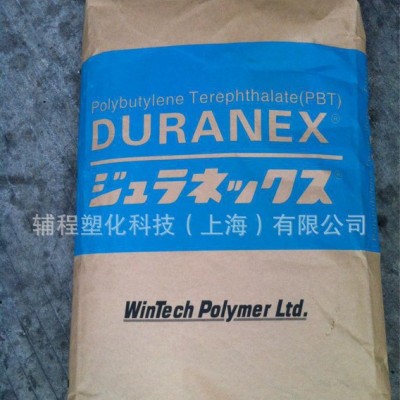 Polybutylene Terephthalate(PBT)
DURANEX®
ジュラネックス
辅程塑化科技（上海）有限公司
WinTech Polymer Ltd.